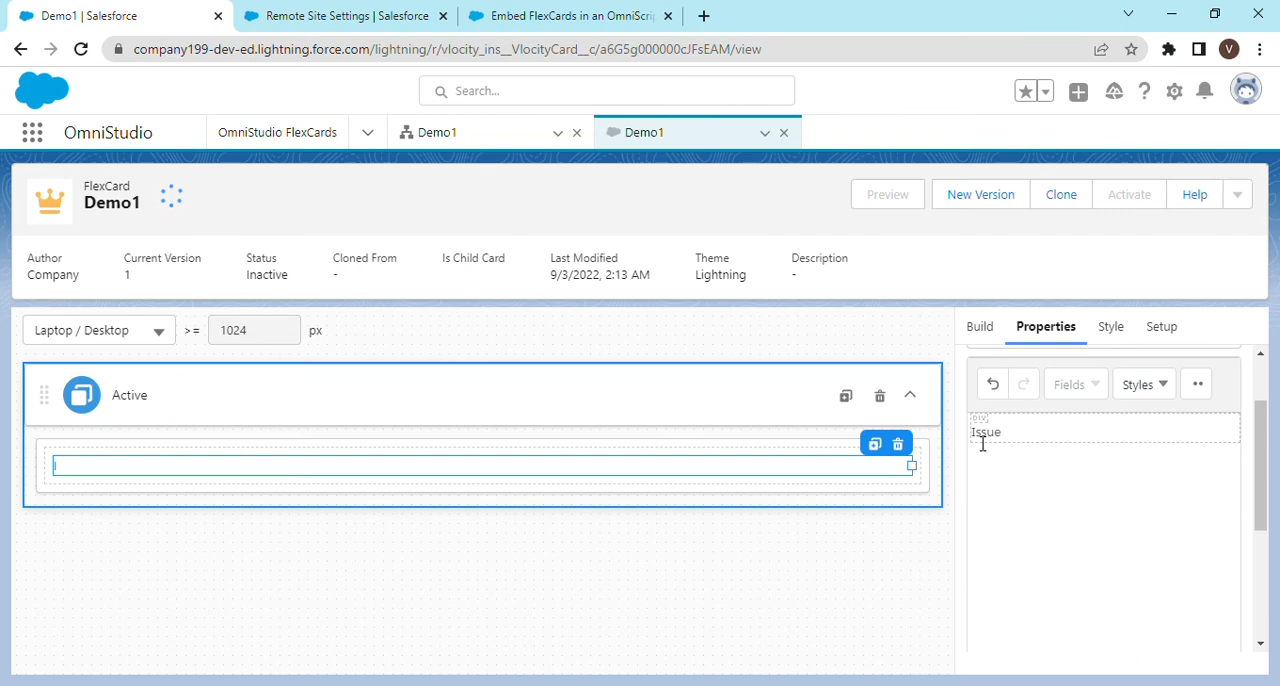 Demo1 | Salesforce
Remote Site Settings | Salesforce
Embed FlexCards in an OmniScri
company199-dev-ed.lightning.force.com/lightning/r/vlocity_ins__VlocityCard__c/a6G5g000000cJFsEAM/view
V
Search...
OmniStudio
OmniStudio FlexCards
Demo1
Demo1
FlexCard
Demo1
Preview
New Version
Clone
Activate
Help
Author
Current Version
Status
Cloned From
Is Child Card
Last Modified
Theme
Description
Company
1
Inactive
-
9/3/2022, 2:13 AM
Lightning
-
Laptop / Desktop
>=
1024
px
Build
Properties
Style
Setup
Active
Fields
Styles
DIV
Issue